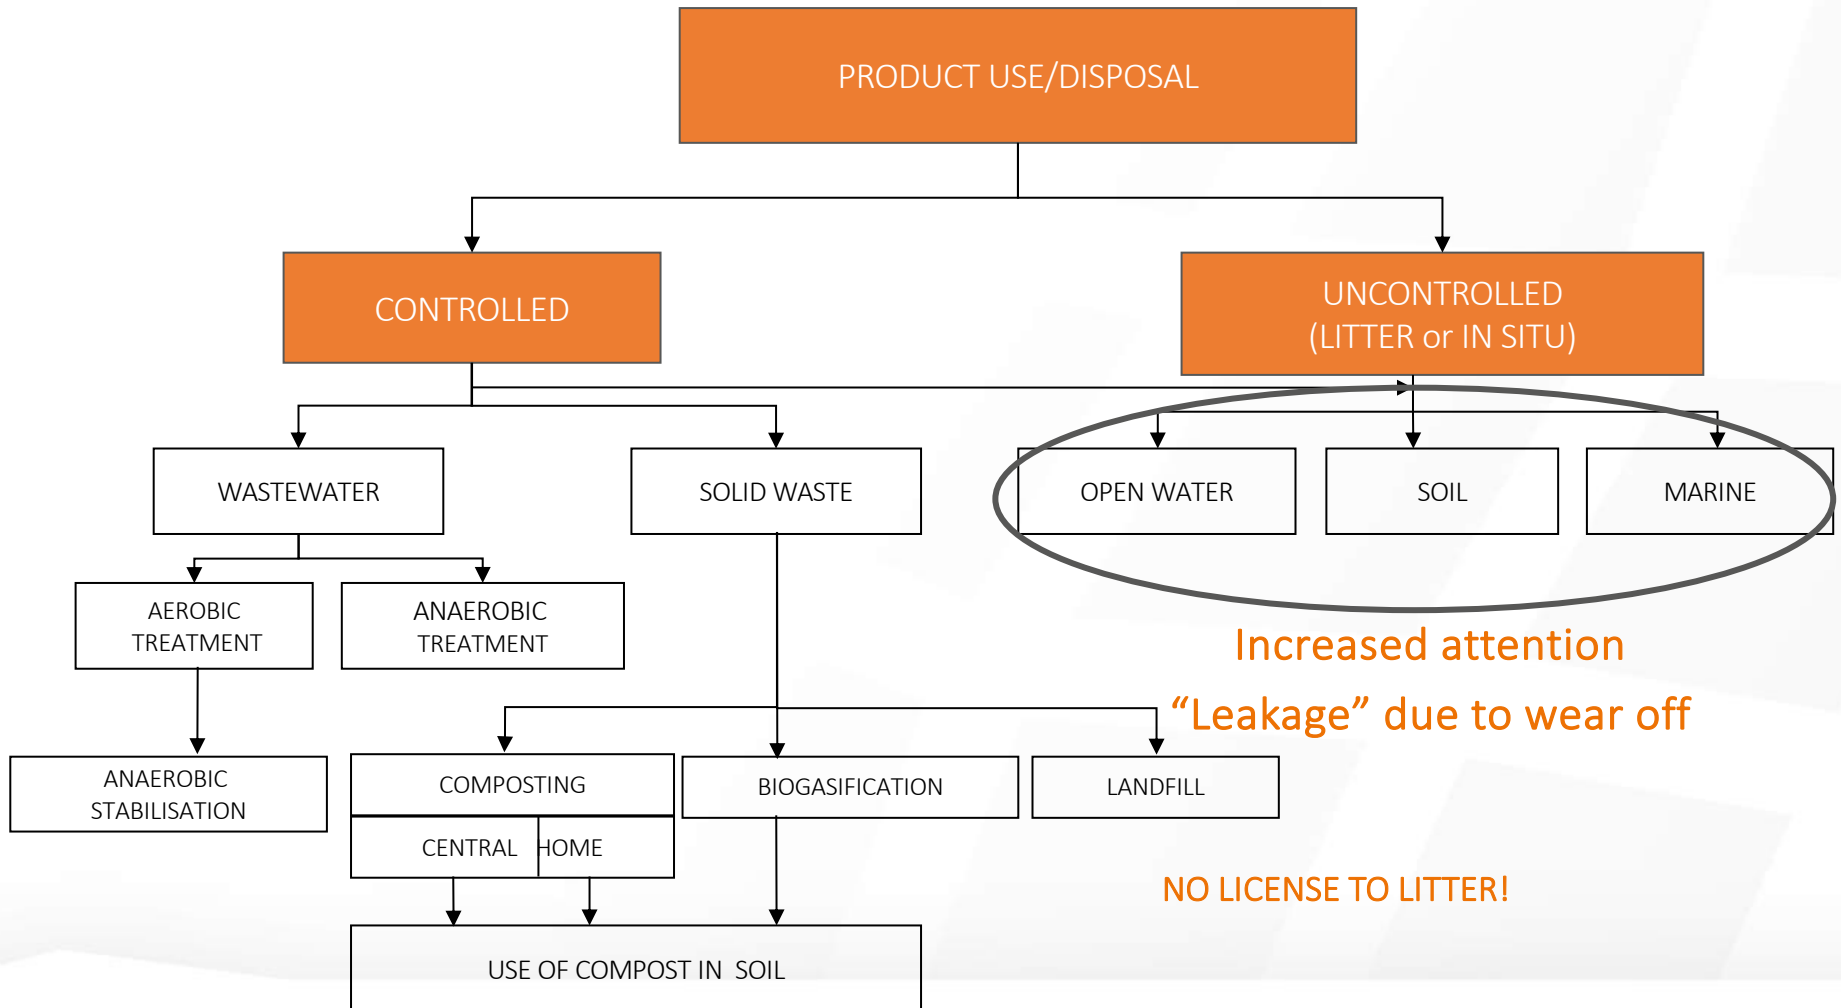 PRODUCT USE/DISPOSAL
CONTROLLED
UNCONTROLLED
(LITTER or IN SITU)
WASTEWATER
SOLID WASTE
OPEN WATER
SOIL
MARINE
AEROBIC
TREATMENT
ANAEROBIC
TREATMENT
Increased attention
“Leakage” due to wear off
ANAEROBIC
STABILISATION
COMPOSTING
BIOGASIFICATION
LANDFILL
CENTRAL
HOME
NO LICENSE TO LITTER!
USE OF COMPOST IN SOIL